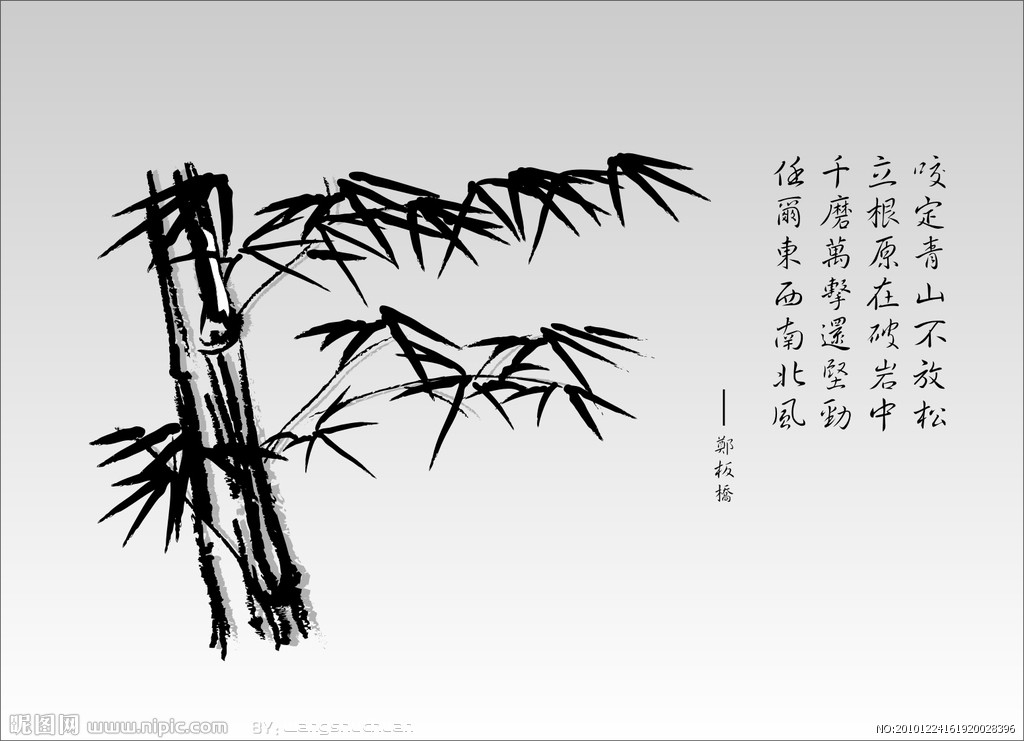 咬定青山不放松
立根原在破岩中
千磨萬擊還堅勁
任爾東西南北風
——鄭板橋
昵图网 www.nipic.com
NO:20101224161920028396